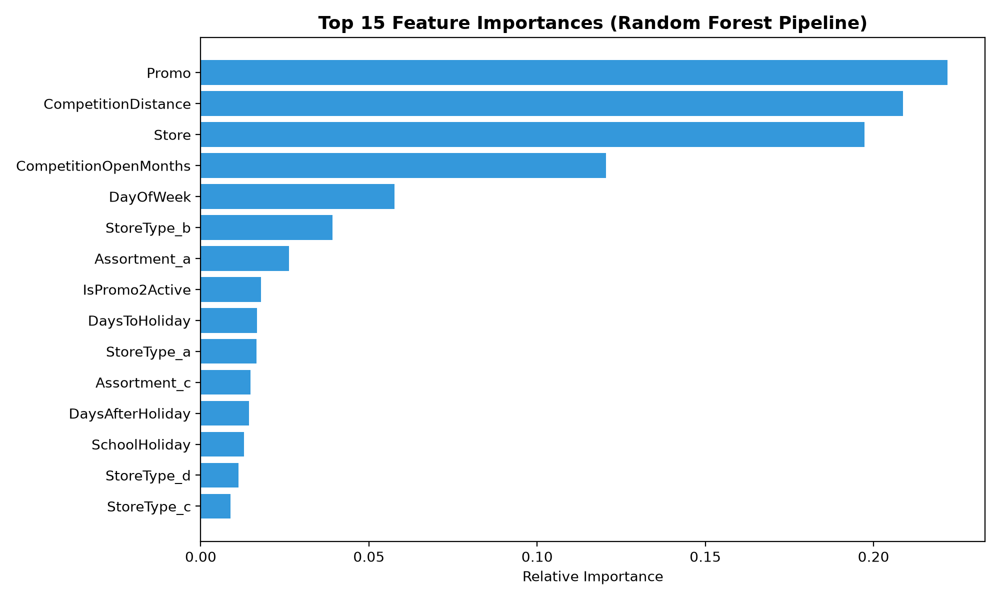 Top 15 Feature Importances (Random Forest Pipeline)
Promo
CompetitionDistance
Store
CompetitionOpenMonths
DayOfWeek
StoreType_b
Assortment_a
IsPromo2Active
DaysToHoliday
StoreType_a
Assortment_c
DaysAfterHoliday
SchoolHoliday
StoreType_d
StoreType_c
0.00 0.05 0.10 0.15 0.20
Relative Importance